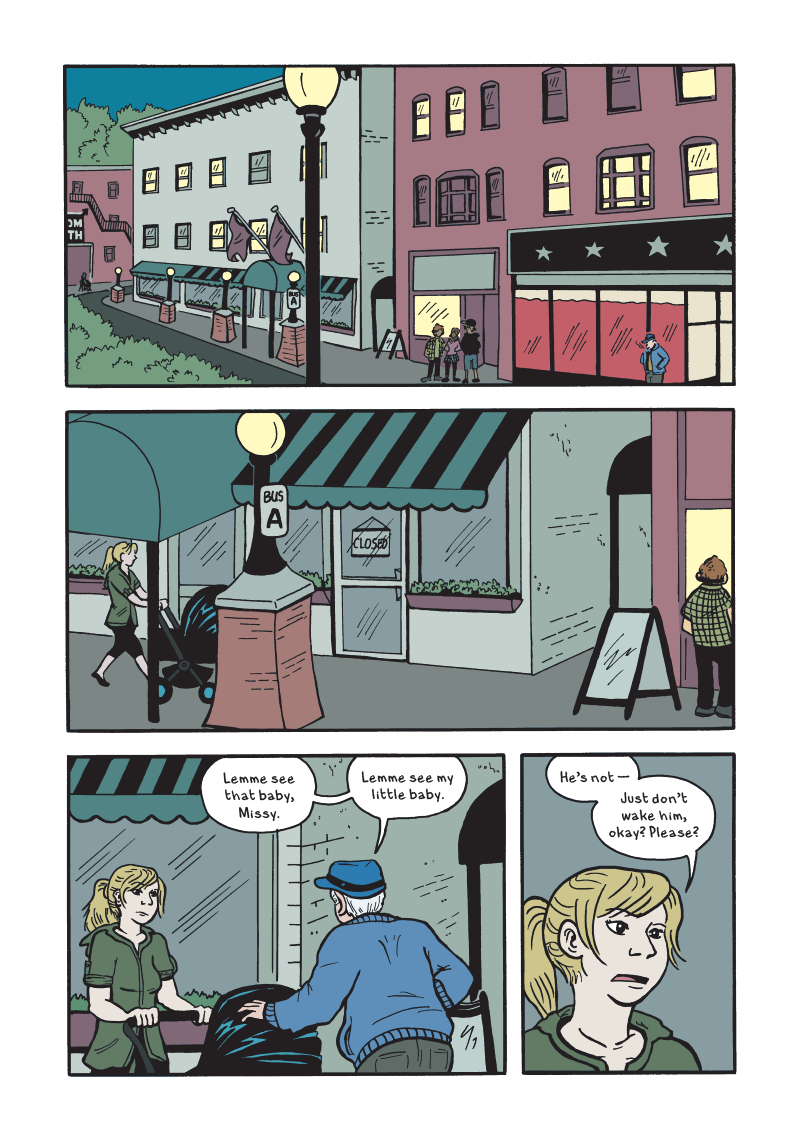 OM
TH
BUS
A
BUS
A
CLOSED
Lemme see
that baby,
Missy.
Lemme see my
little baby.
He's not —
Just don't
wake him,
okay? Please?